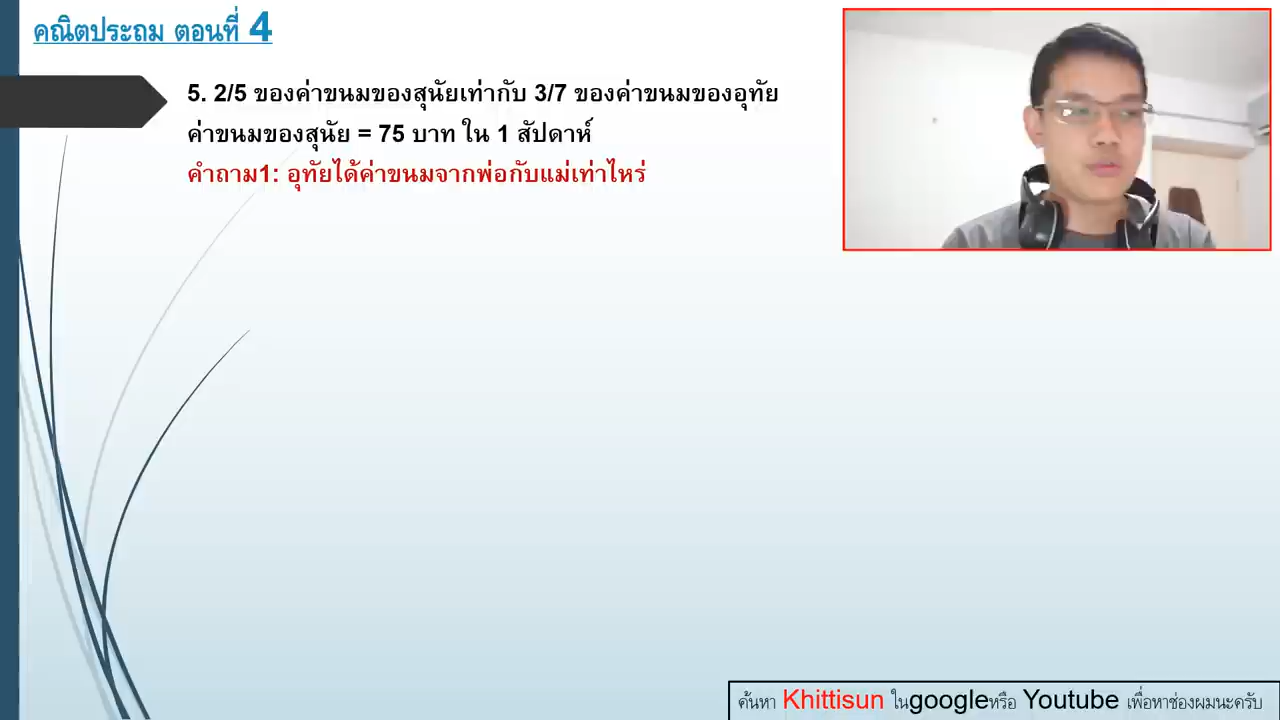 คณิตประถม ตอนที่ 4
5. 2/5 ของค่าขนมของสุนัยเท่ากับ 3/7 ของค่าขนมของอุทัย
ค่าขนมของสุนัย = 75 บาท ใน 1 สัปดาห์
คำถาม1: อุทัยได้ค่าขนมจากพ่อกับแม่เท่าไหร่
ค้นหา Khittisun ในgoogleหรือ Youtube เพื่อหาช่องผมนะครับ